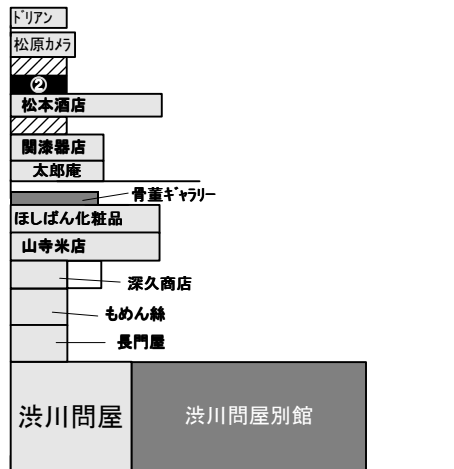 ドリアン
松原カメラ
②
松本酒店
關漆器店
太郎庵
骨董ギャラリー
ほしばん化粧品
山寺米店
深久商店
もめん絲
長門屋
渋川問屋
渋川問屋別館